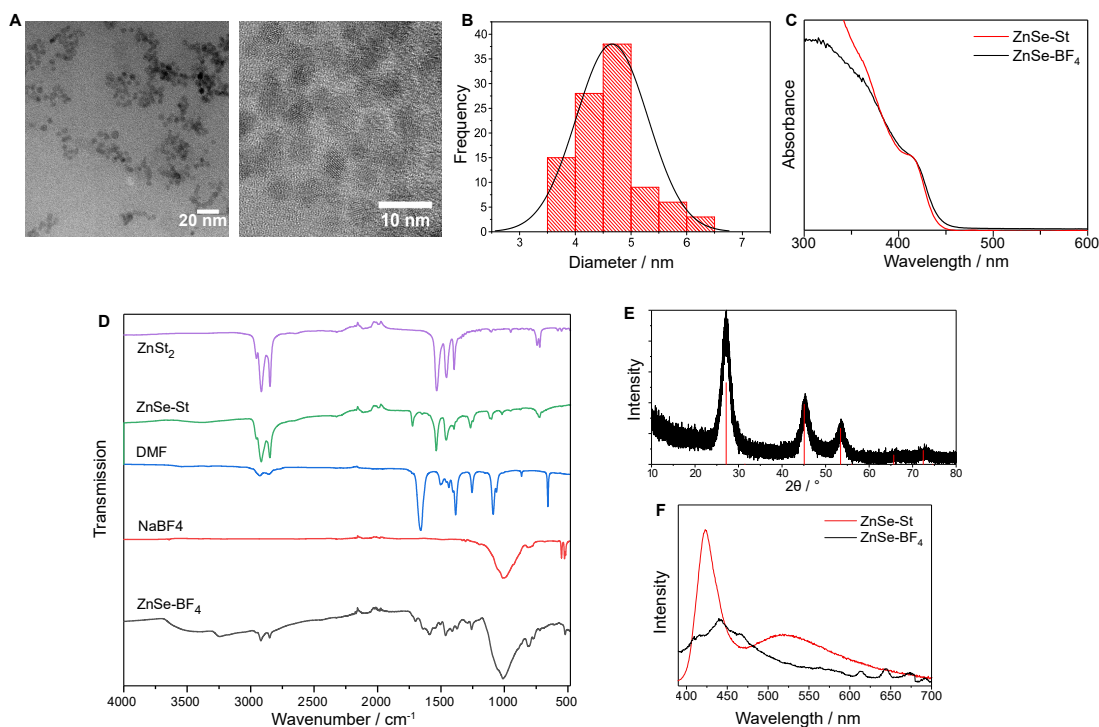 A
20 nm
10 nm
B
Frequency
40
35
30
25
20
15
10
5
0
3
4
5
6
7
Diameter / nm
C
Absorbance
ZnSe-St
ZnSe-BF₄
300
400
500
600
Wavelength / nm
D
Transmission
ZnSt₂
ZnSe-St
DMF
NaBF4
ZnSe-BF₄
4000
3500
3000
2500
2000
1500
1000
500
Wavenumber / cm⁻¹
E
Intensity
10
20
30
40
50
60
70
80
2θ / °
F
Intensity
ZnSe-St
ZnSe-BF₄
400
450
500
550
600
650
700
Wavelength / nm